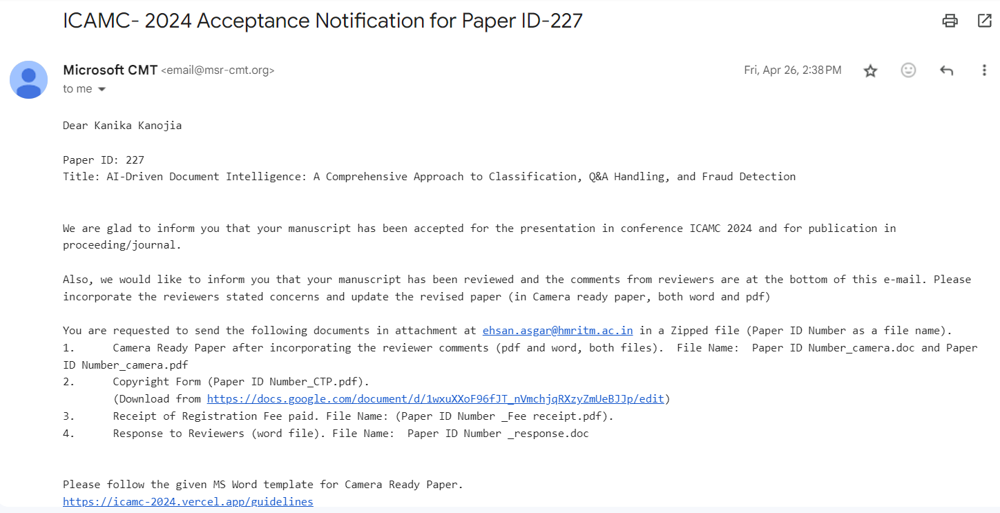 ICAMC- 2024 Acceptance Notification for Paper ID-227
Microsoft CMT <email@msr-cmt.org>
Fri, Apr 26, 2:38 PM
to me
Dear Kanika Kanojia
Paper ID: 227
Title: AI-Driven Document Intelligence: A Comprehensive Approach to Classification, Q&A Handling, and Fraud Detection
We are glad to inform you that your manuscript has been accepted for the presentation in conference ICAMC 2024 and for publication in
proceeding/journal.
Also, we would like to inform you that your manuscript has been reviewed and the comments from reviewers are at the bottom of this e-mail. Please
incorporate the reviewers stated concerns and update the revised paper (in Camera ready paper, both word and pdf)
You are requested to send the following documents in attachment at ehsan.asgar@hmritm.ac.in in a Zipped file (Paper ID Number as a file name).
1. Camera Ready Paper after incorporating the reviewer comments (pdf and word, both files). File Name: Paper ID Number_camera.doc and Paper
ID Number_camera.pdf
2. Copyright Form (Paper ID Number_CTP.pdf).
(Download from https://docs.google.com/document/d/1wxuXXoF96fJT_nVmchjqRXzyZmUeBJJp/edit)
3. Receipt of Registration Fee paid. File Name: (Paper ID Number _Fee receipt.pdf).
4. Response to Reviewers (word file). File Name: Paper ID Number _response.doc
Please follow the given MS Word template for Camera Ready Paper.
https://icamc-2024.vercel.app/guidelines